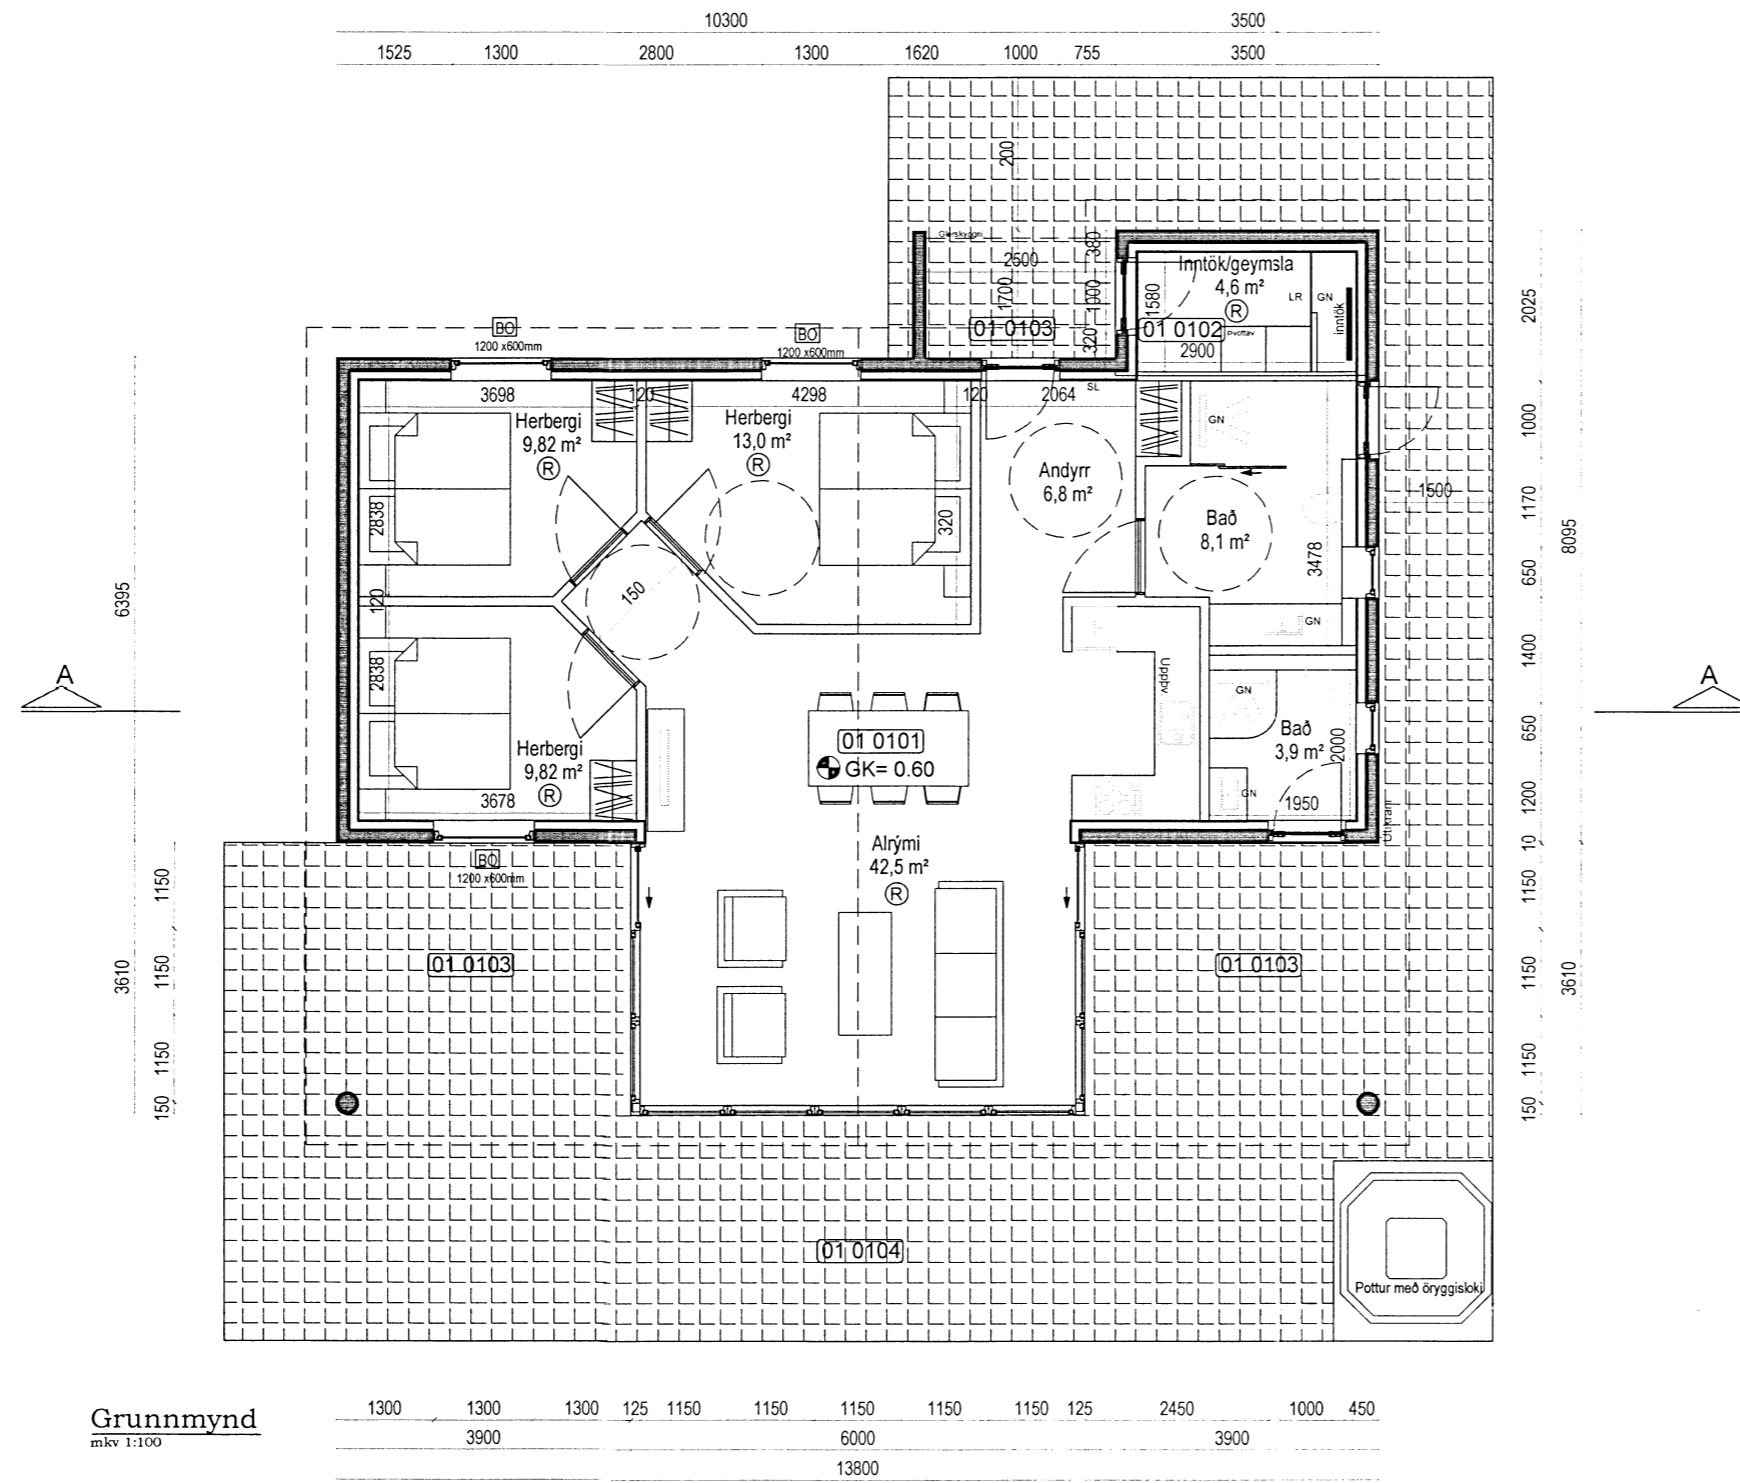 10300 3500
1525 1300 2800 1300 1620 1000 755 3500
200
Glerskyggni
2500
380
1700
1000
320
01 0103
Inntök/geymsla
4,6 m²
R
1580
LR GN
inntök
01 0102
Þvottav
2900
2025
BO
1200 x600mm
BO
1200 x600mm
3698 120 4298 120 2064
SL
Herbergi
9,82 m²
R
Herbergi
13,0 m²
R
GN
1000
Andyrr
6,8 m²
1500
1170
2838
320
Bað
8,1 m²
8095
3478
650
6395
120
150
GN
1400
A
2838
Uppþv
GN
A
Herbergi
9,82 m²
R
01 0101
GK= 0.60
Bað
3,9 m²
2000
650
3678
GN
1950
1200
Útikrani
10
BO
1200 x600mm
Alrými
42,5 m²
R
1150
1150
01 0103
01 0103
3610
1150
1150
3610
1150
1150
150
150
01 0104
Pottur með öryggisloki
Grunnmynd
mkv 1:100
1300 1300 1300 125 1150 1150 1150 1150 1150 125 2450 1000 450
3900 6000 3900
13800